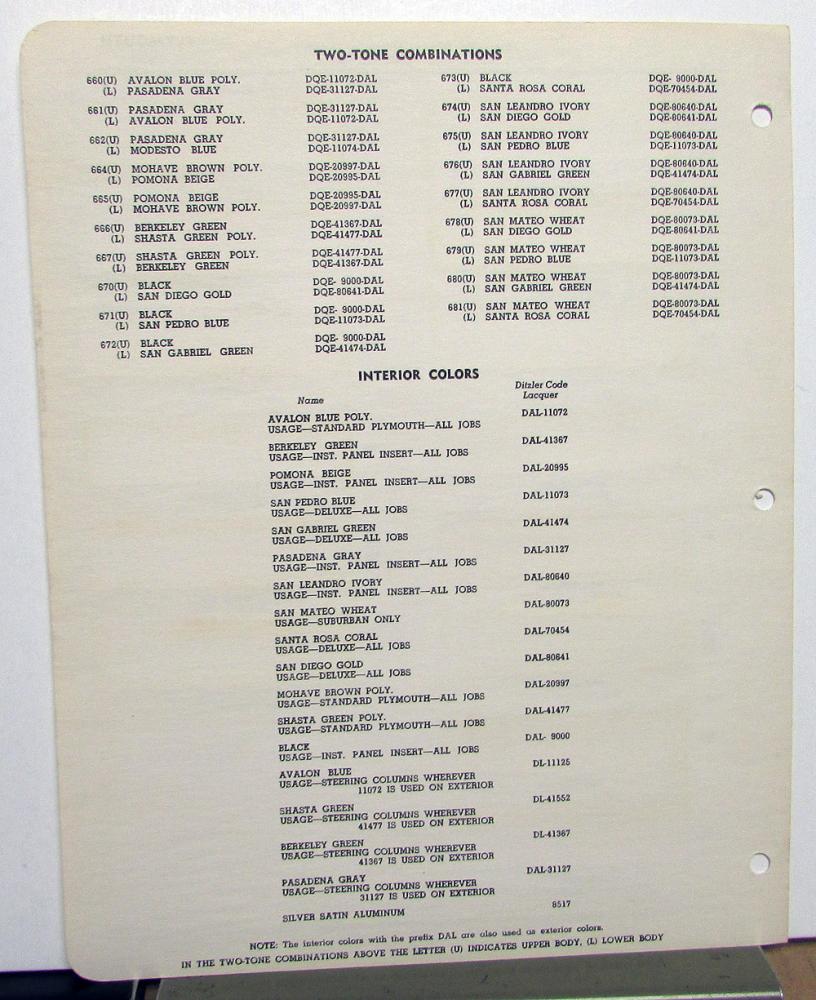 TWO-TONE COMBINATIONS
660(U) AVALON BLUE POLY. DQE-11072-DAL
(L) PASADENA GRAY DQE-31127-DAL
661(U) PASADENA GRAY DQE-31127-DAL
(L) AVALON BLUE POLY. DQE-11072-DAL
662(U) PASADENA GRAY DQE-31127-DAL
(L) MODESTO BLUE DQE-11074-DAL
664(U) MOHAVE BROWN POLY. DQE-20997-DAL
(L) POMONA BEIGE DQE-20995-DAL
665(U) POMONA BEIGE DQE-20995-DAL
(L) MOHAVE BROWN POLY. DQE-20997-DAL
666(U) BERKELEY GREEN DQE-41367-DAL
(L) SHASTA GREEN POLY. DQE-41477-DAL
667(U) SHASTA GREEN POLY. DQE-41477-DAL
(L) BERKELEY GREEN DQE-41367-DAL
670(U) BLACK DQE- 9000-DAL
(L) SAN DIEGO GOLD DQE-80641-DAL
671(U) BLACK DQE- 9000-DAL
(L) SAN PEDRO BLUE DQE-11073-DAL
672(U) BLACK DQE- 9000-DAL
(L) SAN GABRIEL GREEN DQE-41474-DAL
673(U) BLACK DQE- 9000-DAL
(L) SANTA ROSA CORAL DQE-70454-DAL
674(U) SAN LEANDRO IVORY DQE-80640-DAL
(L) SAN DIEGO GOLD DQE-80641-DAL
675(U) SAN LEANDRO IVORY DQE-80640-DAL
(L) SAN PEDRO BLUE DQE-11073-DAL
676(U) SAN LEANDRO IVORY DQE-80640-DAL
(L) SAN GABRIEL GREEN DQE-41474-DAL
677(U) SAN LEANDRO IVORY DQE-80640-DAL
(L) SANTA ROSA CORAL DQE-70454-DAL
678(U) SAN MATEO WHEAT DQE-80073-DAL
(L) SAN DIEGO GOLD DQE-80641-DAL
679(U) SAN MATEO WHEAT DQE-80073-DAL
(L) SAN PEDRO BLUE DQE-11073-DAL
680(U) SAN MATEO WHEAT DQE-80073-DAL
(L) SAN GABRIEL GREEN DQE-41474-DAL
681(U) SAN MATEO WHEAT DQE-80073-DAL
(L) SANTA ROSA CORAL DQE-70454-DAL
INTERIOR COLORS
Name Ditzler Code
Lacquer
AVALON BLUE POLY. DAL-11072
USAGE—STANDARD PLYMOUTH—ALL JOBS
BERKELEY GREEN DAL-41367
USAGE—INST. PANEL INSERT—ALL JOBS
POMONA BEIGE DAL-20995
USAGE—INST. PANEL INSERT—ALL JOBS
SAN PEDRO BLUE DAL-11073
USAGE—DELUXE—ALL JOBS
SAN GABRIEL GREEN DAL-41474
USAGE—DELUXE—ALL JOBS
PASADENA GRAY DAL-31127
USAGE—INST. PANEL INSERT—ALL JOBS
SAN LEANDRO IVORY DAL-80640
USAGE—INST. PANEL INSERT—ALL JOBS
SAN MATEO WHEAT DAL-80073
USAGE—SUBURBAN ONLY
SANTA ROSA CORAL DAL-70454
USAGE—DELUXE—ALL JOBS
SAN DIEGO GOLD DAL-80641
USAGE—DELUXE—ALL JOBS
MOHAVE BROWN POLY. DAL-20997
USAGE—STANDARD PLYMOUTH—ALL JOBS
SHASTA GREEN POLY. DAL-41477
USAGE—STANDARD PLYMOUTH—ALL JOBS
BLACK DAL- 9000
USAGE—INST. PANEL INSERT—ALL JOBS
AVALON BLUE DL-11125
USAGE—STEERING COLUMNS WHEREVER
11072 IS USED ON EXTERIOR
SHASTA GREEN DL-41552
USAGE—STEERING COLUMNS WHEREVER
41477 IS USED ON EXTERIOR
BERKELEY GREEN DL-41367
USAGE—STEERING COLUMNS WHEREVER
41367 IS USED ON EXTERIOR
PASADENA GRAY DAL-31127
USAGE—STEERING COLUMNS WHEREVER
31127 IS USED ON EXTERIOR
SILVER SATIN ALUMINUM 8517
NOTE: The interior colors with the prefix DAL are also used as exterior colors.
IN THE TWO-TONE COMBINATIONS ABOVE THE LETTER (U) INDICATES UPPER BODY, (L) LOWER BODY